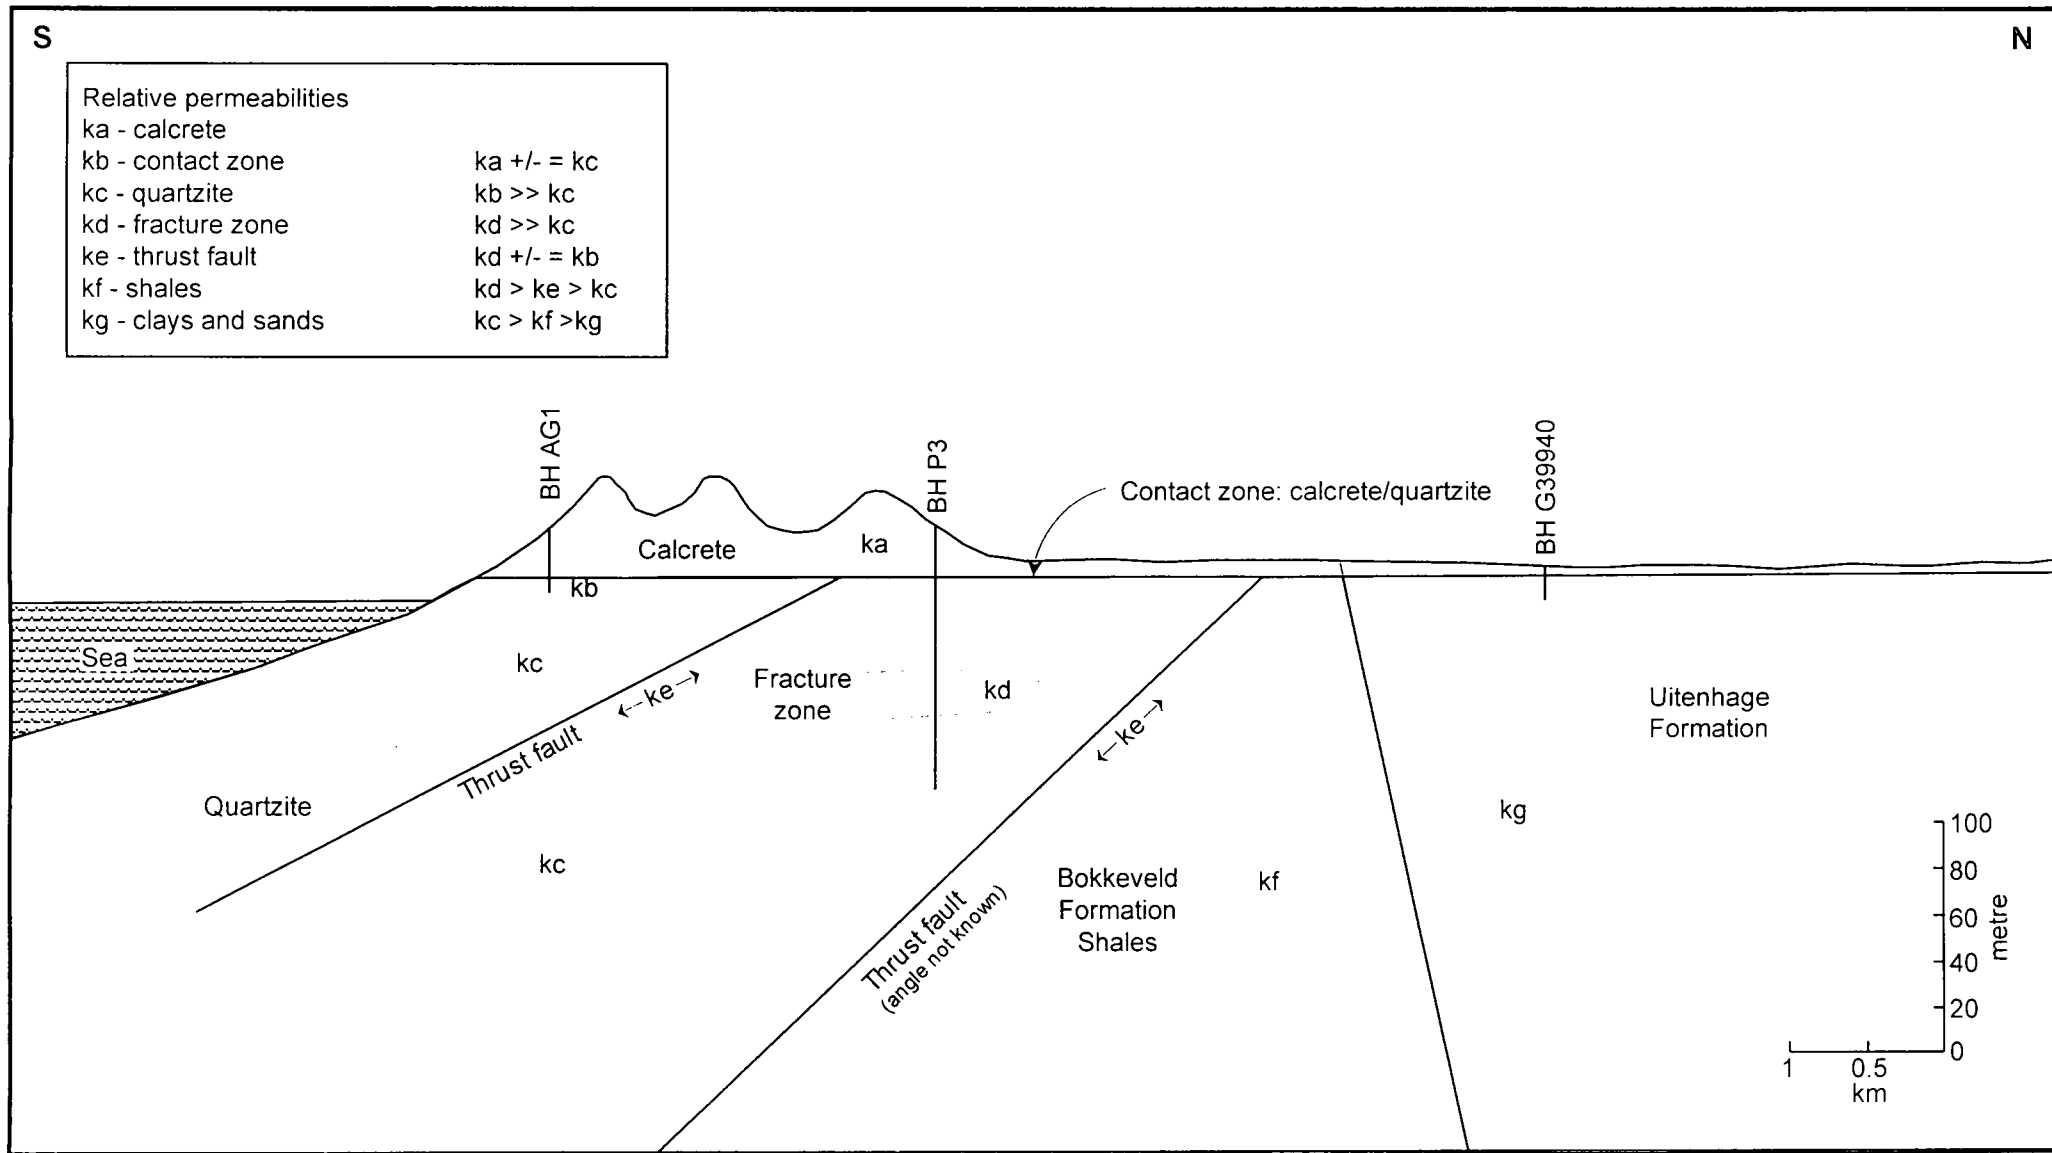 S
N
Relative permeabilities
ka - calcrete
kb - contact zone
ka +/- = kc
kc - quartzite
kb >> kc
kd - fracture zone
kd >> kc
ke - thrust fault
kd +/- = kb
kf - shales
kd > ke > kc
kg - clays and sands
kc > kf >kg
BH AG1
BH P3
BH G39940
Contact zone: calcrete/quartzite
Calcrete
ka
kb
Sea
kc
←-ke→
Fracture
zone
kd
Thrust fault
←-ke→
Uitenhage
Formation
Quartzite
kc
kg
Thrust fault
(angle not known)
Bokkeveld
Formation
Shales
kf
100
80
60
40
20
0
metre
1
0.5
km